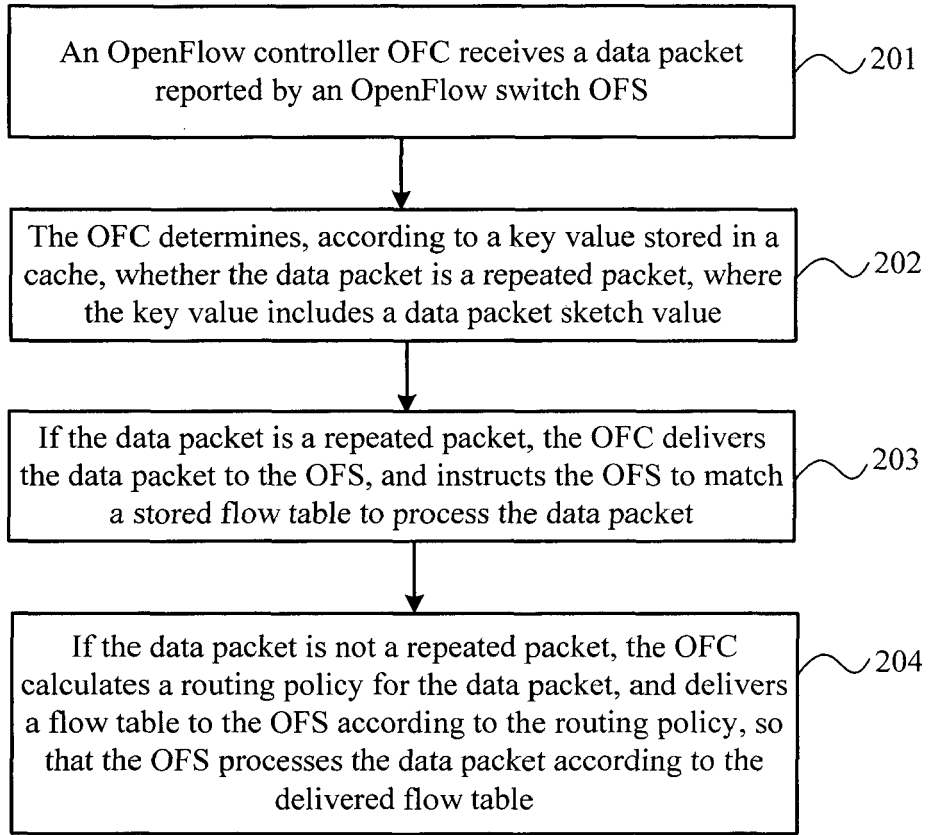 An OpenFlow controller OFC receives a data packet
reported by an OpenFlow switch OFS
201
The OFC determines, according to a key value stored in a
cache, whether the data packet is a repeated packet, where
the key value includes a data packet sketch value
202
If the data packet is a repeated packet, the OFC delivers
the data packet to the OFS, and instructs the OFS to match
a stored flow table to process the data packet
203
If the data packet is not a repeated packet, the OFC
calculates a routing policy for the data packet, and delivers
a flow table to the OFS according to the routing policy, so
that the OFS processes the data packet according to the
delivered flow table
204